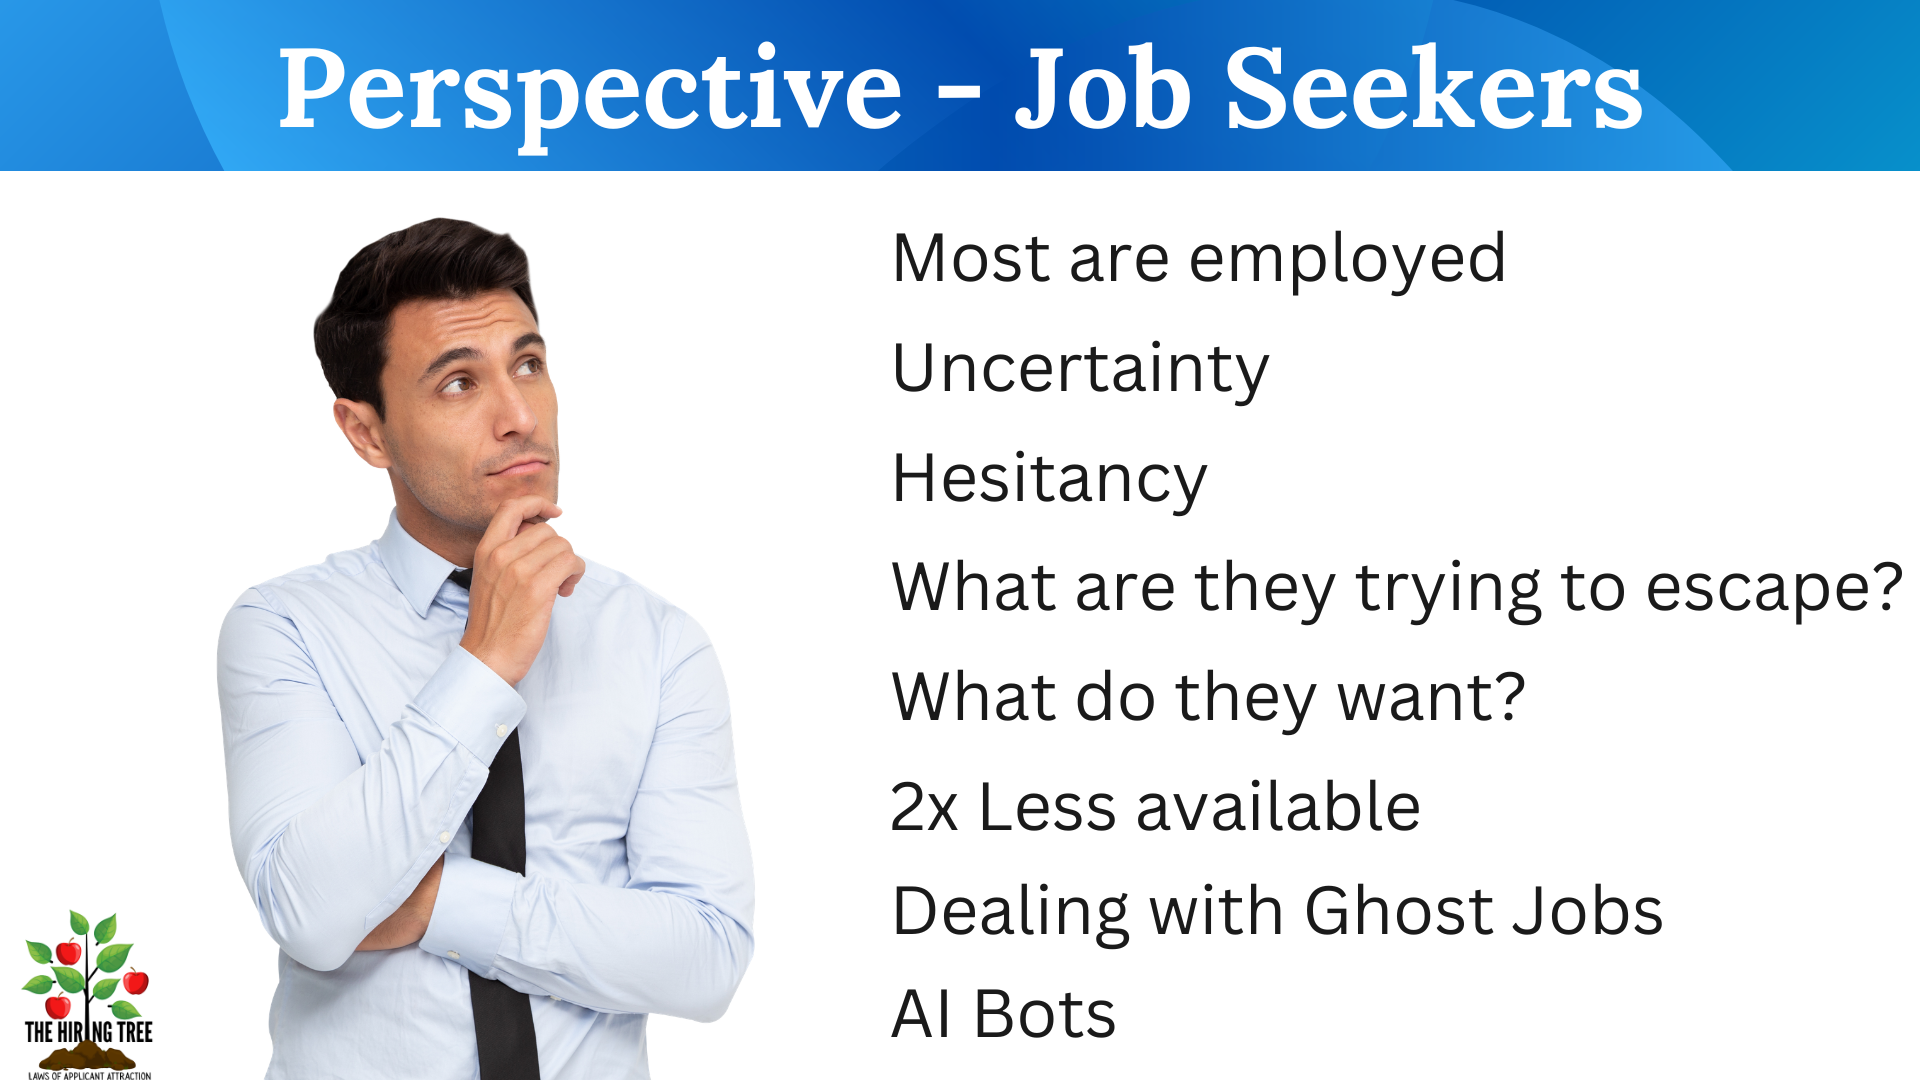 Perspective - Job Seekers
Most are employed
Uncertainty
Hesitancy
What are they trying to escape?
What do they want?
2x Less available
Dealing with Ghost Jobs
AI Bots
THE HIRING TREE
LAWS OF APPLICANT ATTRACTION